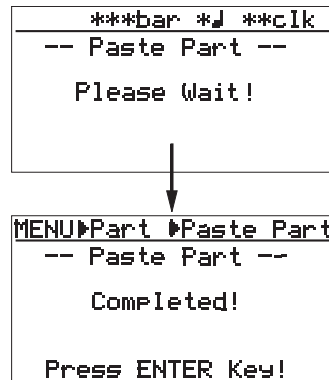 ***bar *♩ **clk
-- Paste Part --
Please Wait!
MENU▶Part ▶Paste Part
-- Paste Part --
Completed!
Press ENTER Key!